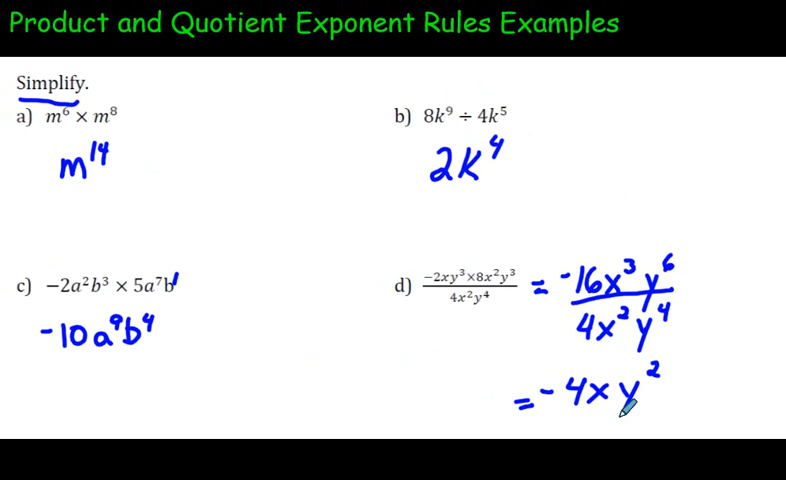 Product and Quotient Exponent Rules Examples
Simplify.
a) m⁶ × m⁸
m¹⁴
b) 8k⁹ ÷ 4k⁵
2k⁴
c) −2a²b³ × 5a⁷b¹
-10a⁹b⁴
d) −2xy³×8x²y³ / 4x²y⁴ = -16x³y⁶ / 4x²y⁴
= -4xy²